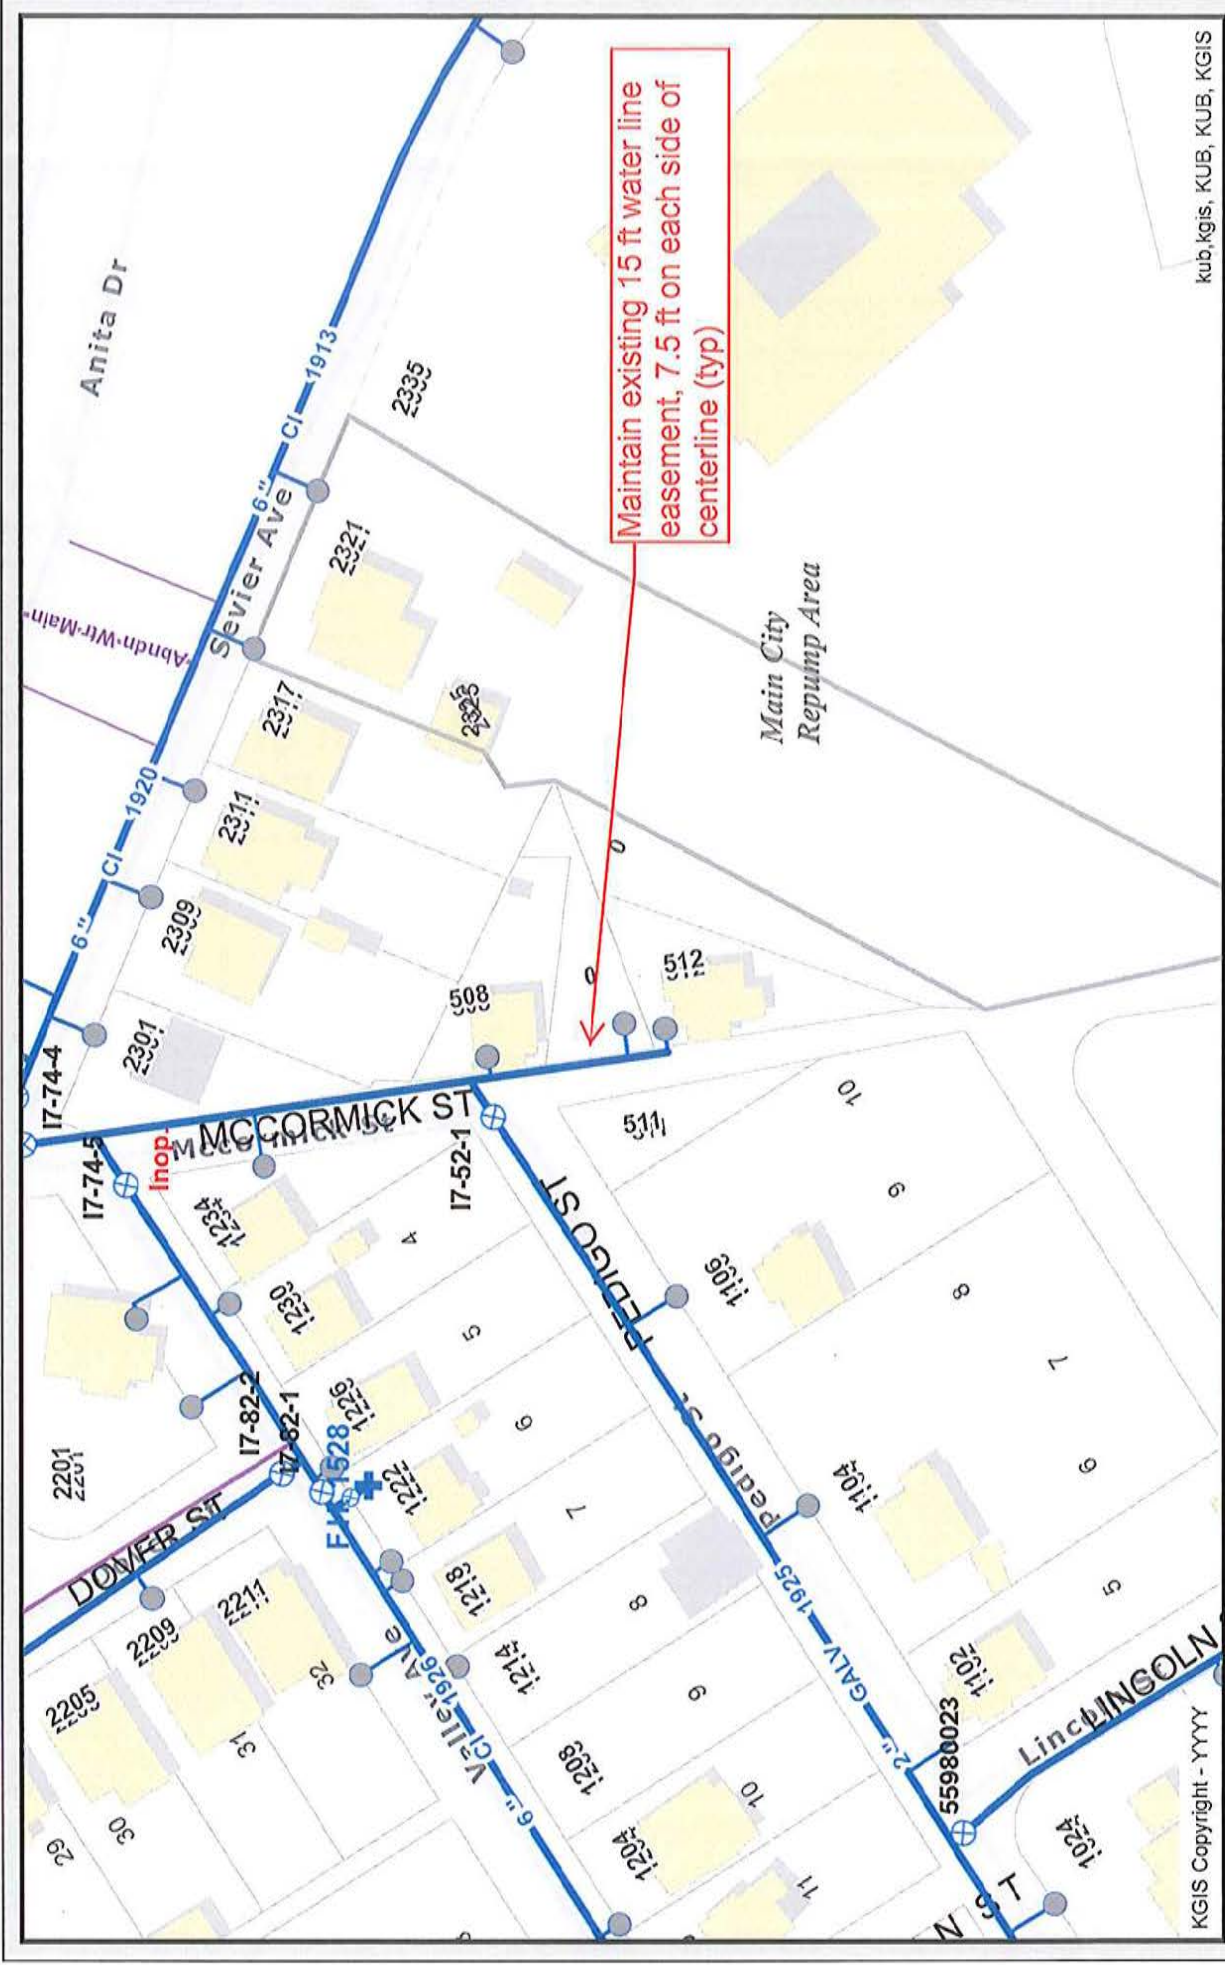 Anita Dr
Maintain existing 15 ft water line
easement, 7.5 ft on each side of
centerline (typ)
kub,kgis, KUB, KUB, KGIS
6" CI 1913
Sevier Ave
Abndn-Wtr-Main
2335
2321
2325
2317
2311
2309
2301
6" CI 1920
Main City
Repump Area
0
0
512
508
511
I7-74-4
I7-74-5
Inop.
MCCORMICK ST
I7-52-1
1234
1230
1226
1222
1218
1214
1208
1204
4
5
6
7
8
9
10
11
PEDIGO ST
Pedigo St
10
9
8
7
6
5
1106
1104
1102
1024
2201
I7-82-2
I7-82-1
DOVER ST
2211
2209
2205
32
31
30
29
Valley Ave
6" CI 1926
2" GALV 1925
55980023
LINCOLN
Lincoln
ST
N
KGIS Copyright - YYYY